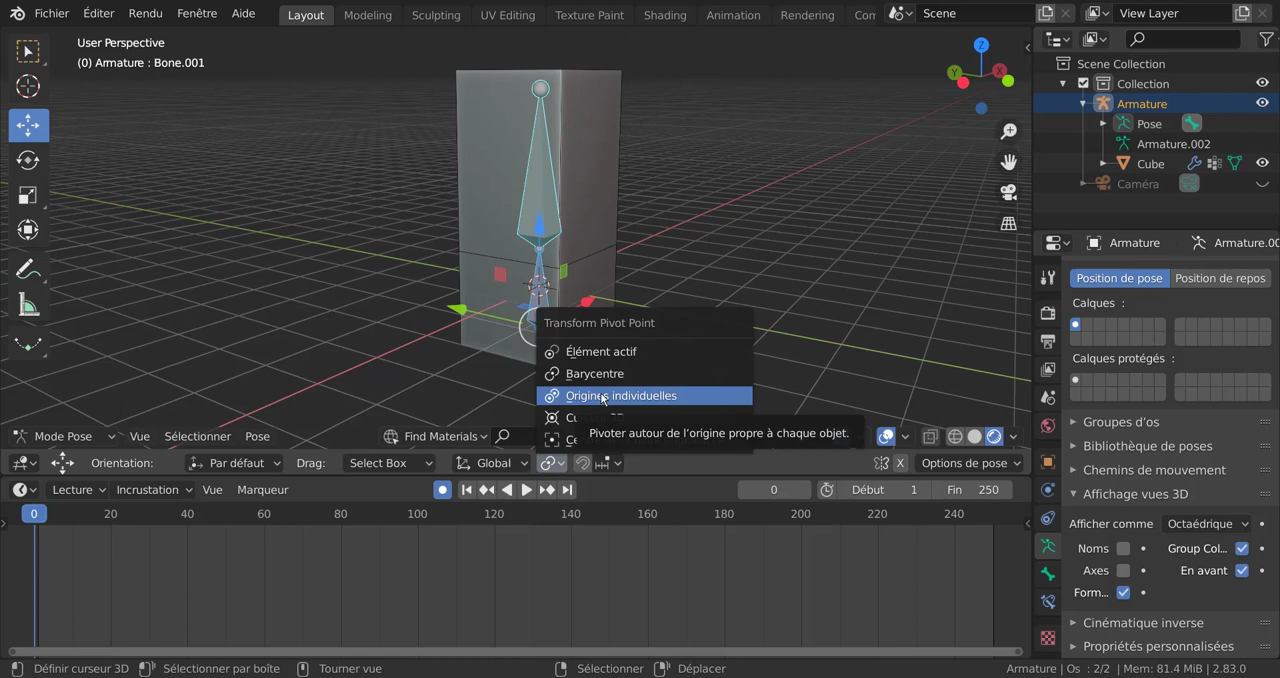 Fichier Éditer Rendu Fenêtre Aide Layout Modeling Sculpting UV Editing Texture Paint Shading Animation Rendering Com Scene View Layer
User Perspective
(0) Armature : Bone.001
Z
Y
X
Scene Collection
Collection
Armature
Pose
Armature.002
Cube
Caméra
Armature Armature.00
Position de pose Position de repos
Calques :
Calques protégés :
Groupes d'os
Bibliothèque de poses
Chemins de mouvement
Affichage vues 3D
Afficher comme Octaédrique
Noms Group Col...
Axes En avant
Form...
Cinématique inverse
Propriétés personnalisées
Transform Pivot Point
Élément actif
Barycentre
Origines individuelles
Pivoter autour de l'origine propre à chaque objet.
Mode Pose Vue Sélectionner Pose Find Materials
Orientation: Par défaut Drag: Select Box Global X Options de pose
Lecture Incrustation Vue Marqueur 0 Début 1 Fin 250
0 20 40 60 80 100 120 140 160 180 200 220 240
Définir curseur 3D Sélectionner par boîte Tourner vue Sélectionner Déplacer Armature | Os : 2/2 | Mem: 81.4 MiB | 2.83.0